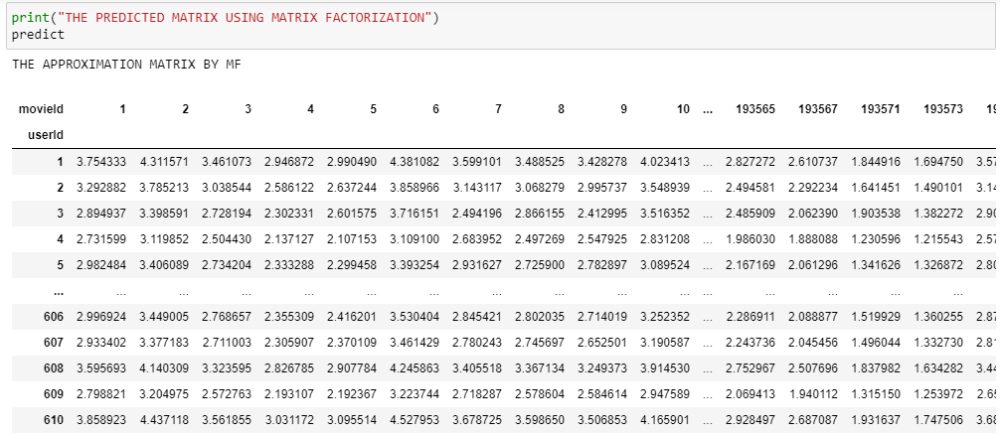 print("THE PREDICTED MATRIX USING MATRIX FACTORIZATION")
predict
THE APPROXIMATION MATRIX BY MF
movieId 1 2 3 4 5 6 7 8 9 10 ... 193565 193567 193571 193573
userId
1 3.754333 4.311571 3.461073 2.946872 2.990490 4.381082 3.599101 3.488525 3.428278 4.023413 ... 2.827272 2.610737 1.844916 1.694750
2 3.292882 3.785213 3.038544 2.586122 2.637244 3.858966 3.143117 3.068279 2.995737 3.548939 ... 2.494581 2.292234 1.641451 1.490101
3 2.894937 3.398591 2.728194 2.302331 2.601575 3.716151 2.494196 2.866155 2.412995 3.516352 ... 2.485909 2.062390 1.903538 1.382272
4 2.731599 3.119852 2.504430 2.137127 2.107153 3.109100 2.683952 2.497269 2.547925 2.831208 ... 1.986030 1.888088 1.230596 1.215543
5 2.982484 3.406089 2.734204 2.333288 2.299458 3.393254 2.931627 2.725900 2.782897 3.089524 ... 2.167169 2.061296 1.341626 1.326872
... ... ... ... ... ... ... ... ... ... ... ... ... ... ...
606 2.996924 3.449005 2.768657 2.355309 2.416201 3.530404 2.845421 2.802035 2.714019 3.252352 ... 2.286911 2.088877 1.519929 1.360255
607 2.933402 3.377183 2.711003 2.305907 2.370109 3.461429 2.780243 2.745697 2.652501 3.190587 ... 2.243736 2.045456 1.496044 1.332730
608 3.595693 4.140309 3.323595 2.826785 2.907784 4.245863 3.405518 3.367134 3.249373 3.914530 ... 2.752967 2.507696 1.837982 1.634282
609 2.798821 3.204975 2.572763 2.193107 2.192367 3.223744 2.718287 2.578604 2.584614 2.947589 ... 2.069413 1.940112 1.315150 1.253972
610 3.858923 4.437118 3.561855 3.031172 3.095514 4.527953 3.678725 3.598650 3.506853 4.165901 ... 2.928497 2.687087 1.931637 1.747506